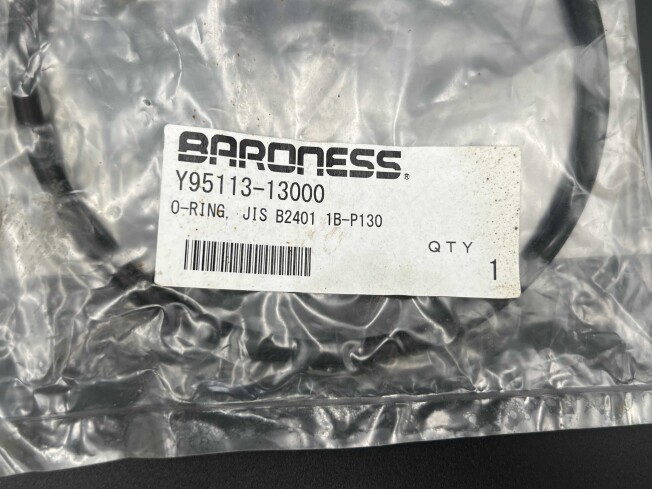 BARONESS®
Y95113-13000
O-RING, JIS B2401 1B-P130
QTY
1